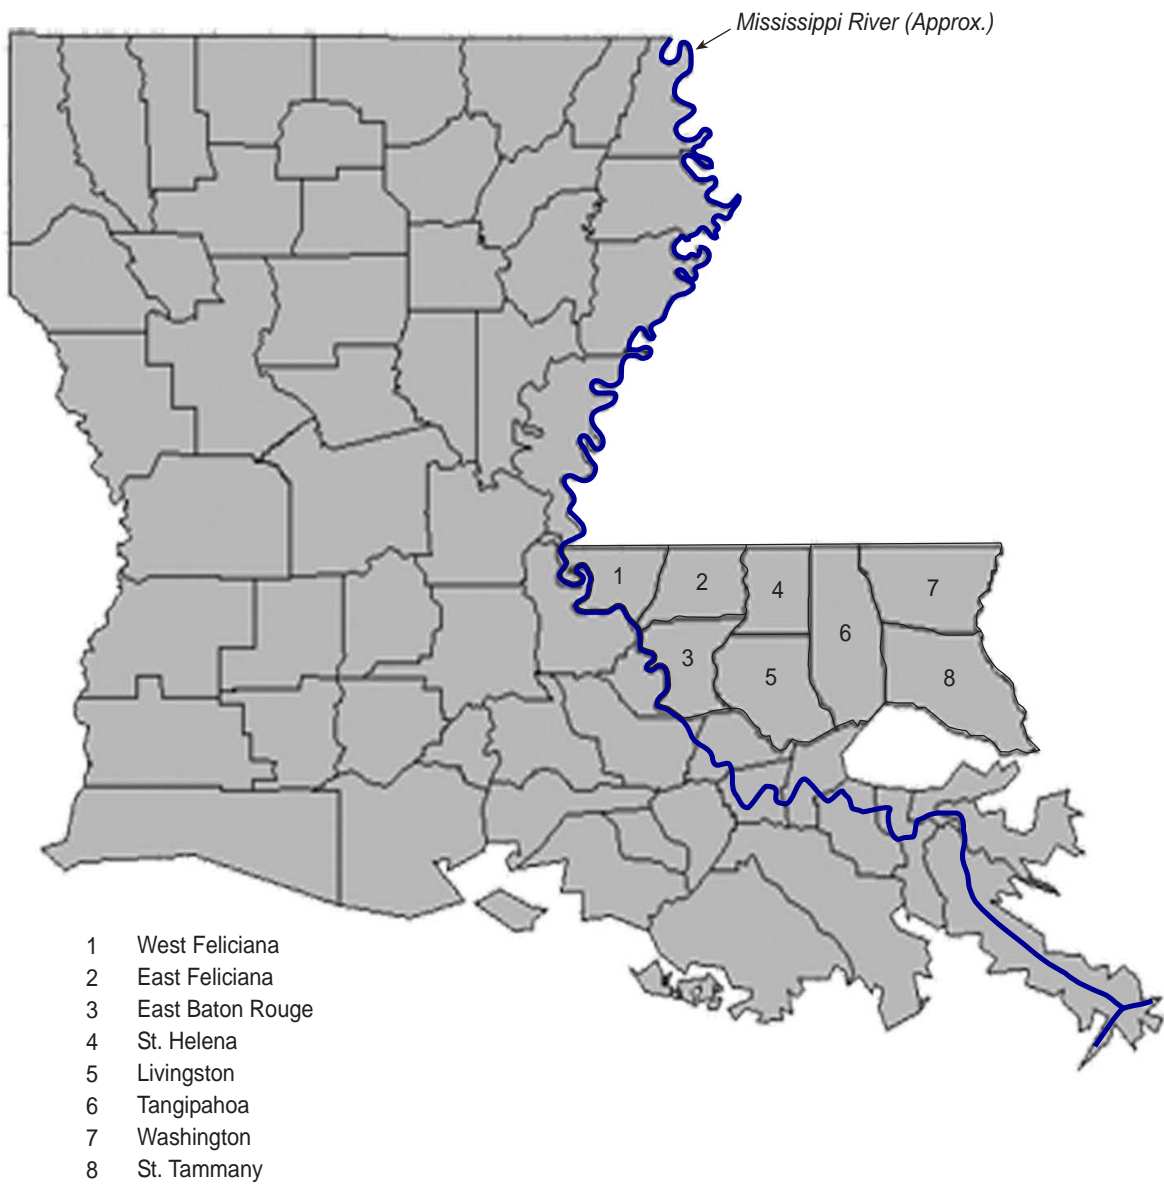 Mississippi River (Approx.)
1
2
4
7
6
3
5
8
1 West Feliciana
2 East Feliciana
3 East Baton Rouge
4 St. Helena
5 Livingston
6 Tangipahoa
7 Washington
8 St. Tammany